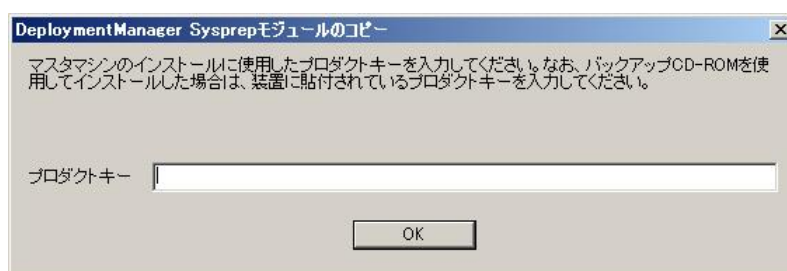 DeploymentManager Sysprepモジュールのコピー
マスタマシンのインストールに使用したプロダクトキーを入力してください。なお、バックアップCD-ROMを使
用してインストールした場合は、装置に貼付されているプロダクトキーを入力してください。
プロダクトキー
OK